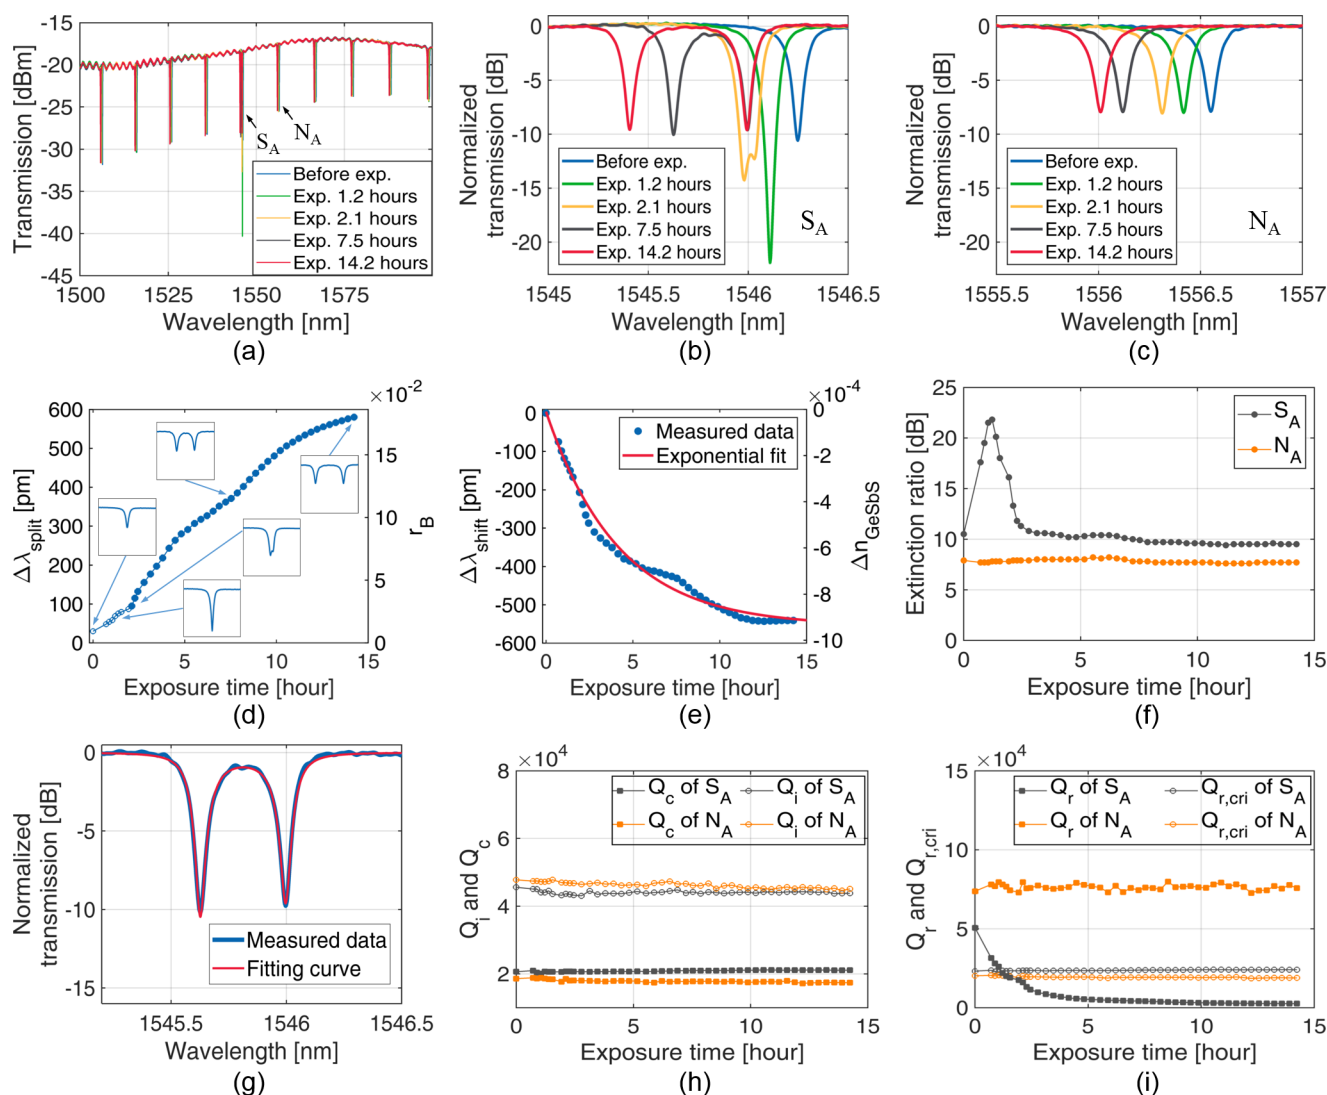 -15
-20
-25
-30
-35
-40
-45
Transmission [dBm]
S_A
N_A
Before exp.
Exp. 1.2 hours
Exp. 2.1 hours
Exp. 7.5 hours
Exp. 14.2 hours
1500 1525 1550 1575
Wavelength [nm]
(a)
0
-5
-10
-15
-20
Normalized
transmission [dB]
Before exp.
Exp. 1.2 hours
Exp. 2.1 hours
Exp. 7.5 hours
Exp. 14.2 hours
S_A
1545 1545.5 1546 1546.5
Wavelength [nm]
(b)
0
-5
-10
-15
-20
Normalized
transmission [dB]
Before exp.
Exp. 1.2 hours
Exp. 2.1 hours
Exp. 7.5 hours
Exp. 14.2 hours
N_A
1555.5 1556 1556.5 1557
Wavelength [nm]
(c)
600
500
400
300
200
100
0
Δλ_split [pm]
×10^-2
15
10
5
0
r_B
0 5 10 15
Exposure time [hour]
(d)
0
-100
-200
-300
-400
-500
-600
Δλ_shift [pm]
Measured data
Exponential fit
×10^-4
0
-2
-4
-6
-8
-10
Δn_GeSbS
0 5 10
Exposure time [hour]
(e)
25
20
15
10
5
0
Extinction ratio [dB]
S_A
N_A
0 5 10 15
Exposure time [hour]
(f)
0
-5
-10
-15
Normalized
transmission [dB]
Measured data
Fitting curve
1545.5 1546 1546.5
Wavelength [nm]
(g)
×10^4
8
6
4
2
Q_i and Q_c
Q_c of S_A Q_i of S_A
Q_c of N_A Q_i of N_A
0 5 10 15
Exposure time [hour]
(h)
×10^4
15
10
5
0
Q_r and Q_r,cri
Q_r of S_A Q_r,cri of S_A
Q_r of N_A Q_r,cri of N_A
0 5 10 15
Exposure time [hour]
(i)